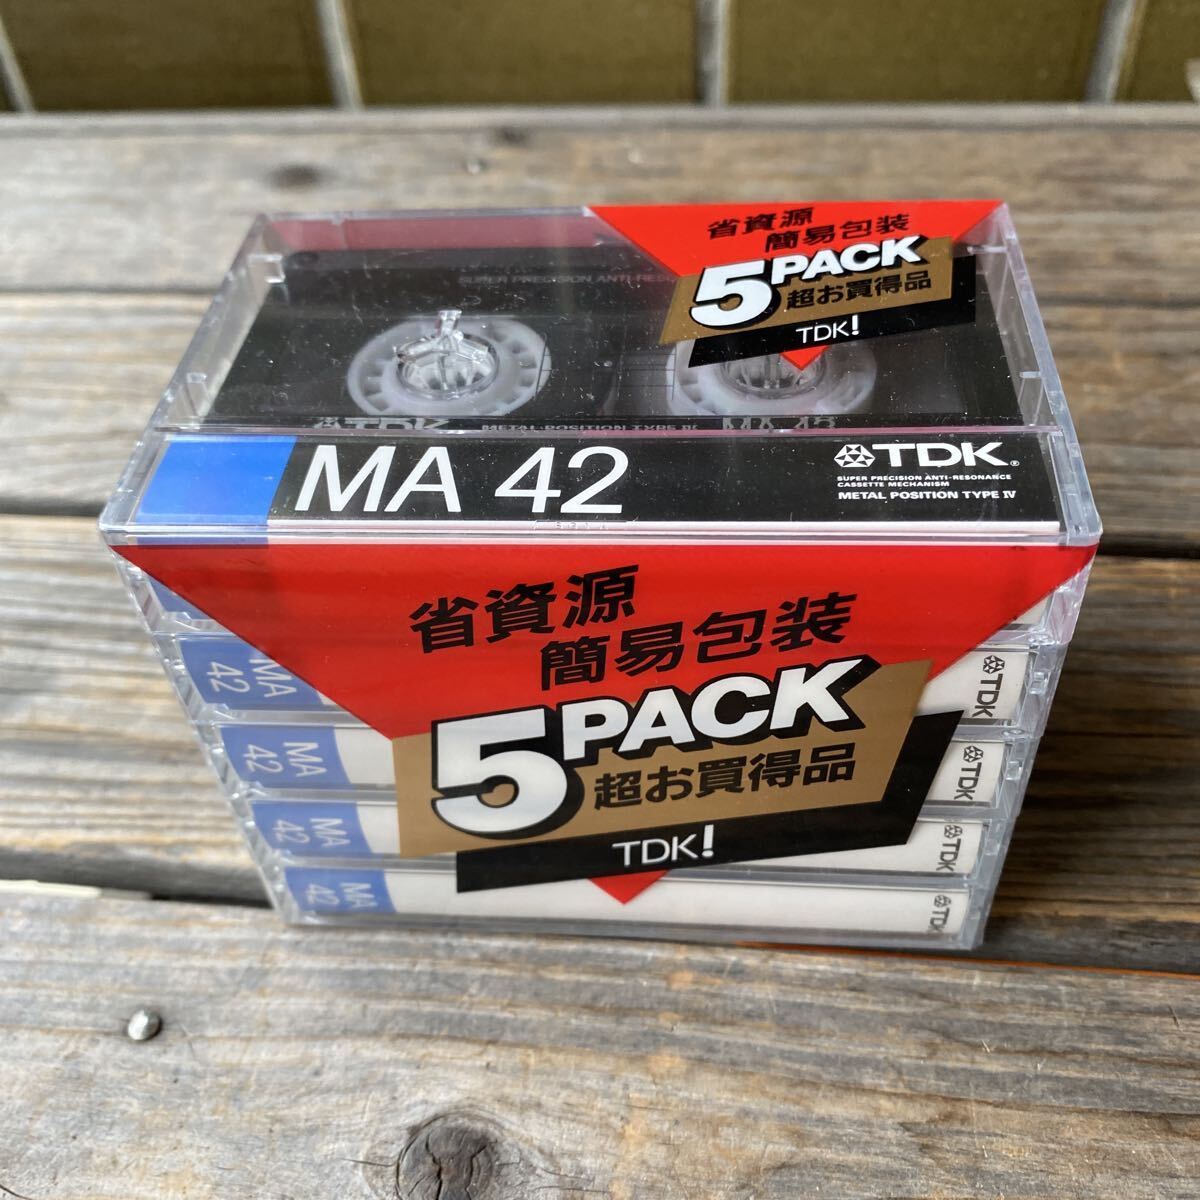 省資源
簡易包装
5PACK
超お買得品
TDK!
SUPER PRECISION ANTI-RE
TDK METAL POSITION TYPE IV MA 42
MA 42
TDK®
SUPER PRECISION ANTI-RESONANCE
CASSETTE MECHANISM
METAL POSITION TYPE IV
省資源
簡易包装
5PACK
超お買得品
TDK!
MA
42
TDK
MA
42
TDK
MA
42
TDK
MA
42
TDK